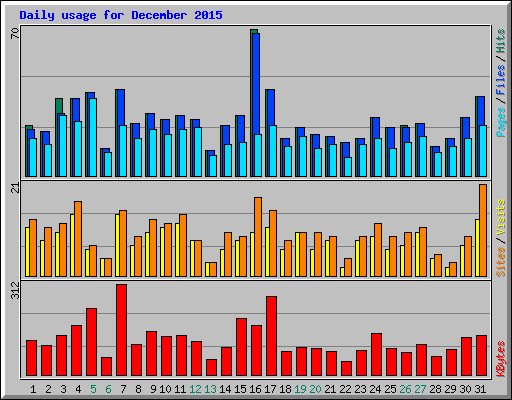 Daily usage for December 2015
70
Pages / Files / Hits
21
Sites / Visits
312
KBytes
1 2 3 4 5 6 7 8 9 10 11 12 13 14 15 16 17 18 19 20 21 22 23 24 25 26 27 28 29 30 31